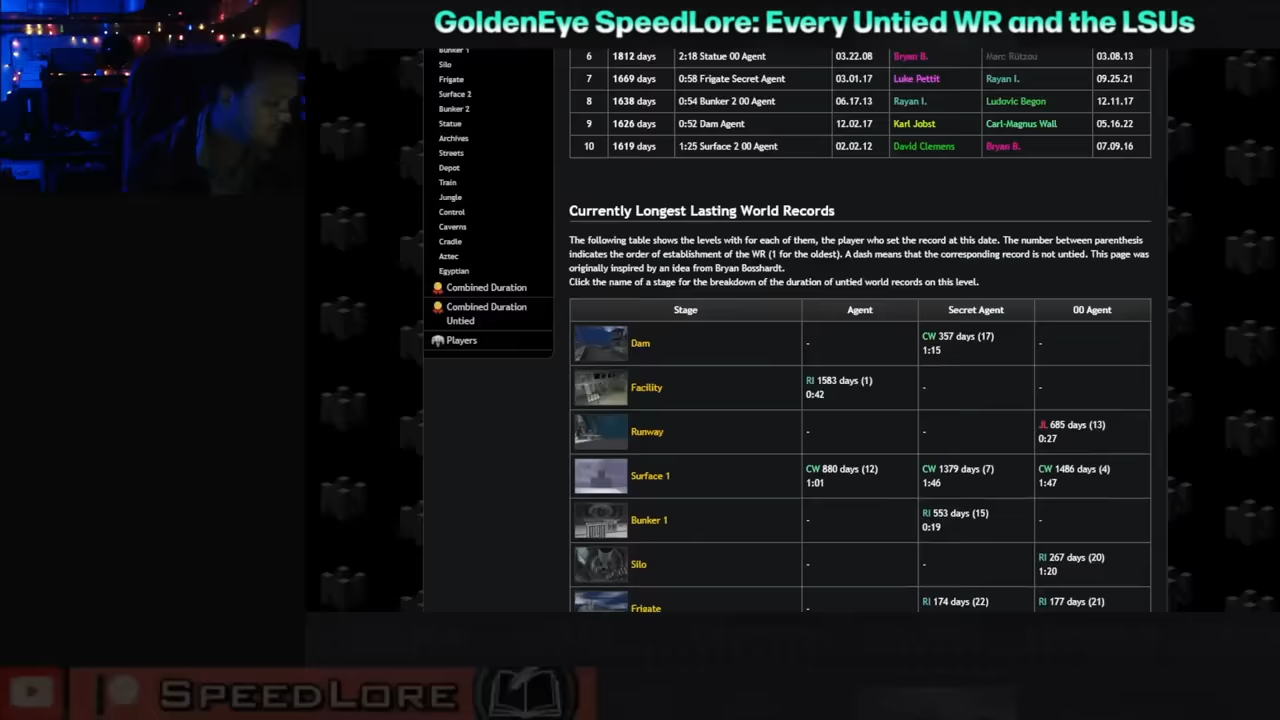 GoldenEye SpeedLore: Every Untied WR and the LSUs
Bunker 1
Silo
Frigate
Surface 2
Bunker 2
Statue
Archives
Streets
Depot
Train
Jungle
Control
Caverns
Cradle
Aztec
Egyptian
Combined Duration
Combined Duration
Untied
Players
6 1812 days 2:18 Statue 00 Agent 03.22.08 Bryan B. Marc Rützou 03.08.13
7 1669 days 0:58 Frigate Secret Agent 03.01.17 Luke Pettit Rayan I. 09.25.21
8 1638 days 0:54 Bunker 2 00 Agent 06.17.13 Rayan I. Ludovic Begon 12.11.17
9 1626 days 0:52 Dam Agent 12.02.17 Karl Jobst Carl-Magnus Wall 05.16.22
10 1619 days 1:25 Surface 2 00 Agent 02.02.12 David Clemens Bryan B. 07.09.16
Currently Longest Lasting World Records
The following table shows the levels with for each of them, the player who set the record at this date. The number between parenthesis
indicates the order of establishment of the WR (1 for the oldest). A dash means that the corresponding record is not untied. This page was
originally inspired by an idea from Bryan Bosshardt.
Click the name of a stage for the breakdown of the duration of untied world records on this level.
Stage Agent Secret Agent 00 Agent
Dam - CW 357 days (17) -
1:15
Facility RI 1583 days (1) - -
0:42
Runway - - JL 685 days (13)
0:27
Surface 1 CW 880 days (12) CW 1379 days (7) CW 1486 days (4)
1:01 1:46 1:47
Bunker 1 - RI 553 days (15) -
0:19
Silo - - RI 267 days (20)
1:20
Frigate - RI 174 days (22) RI 177 days (21)
SPEEDLORE